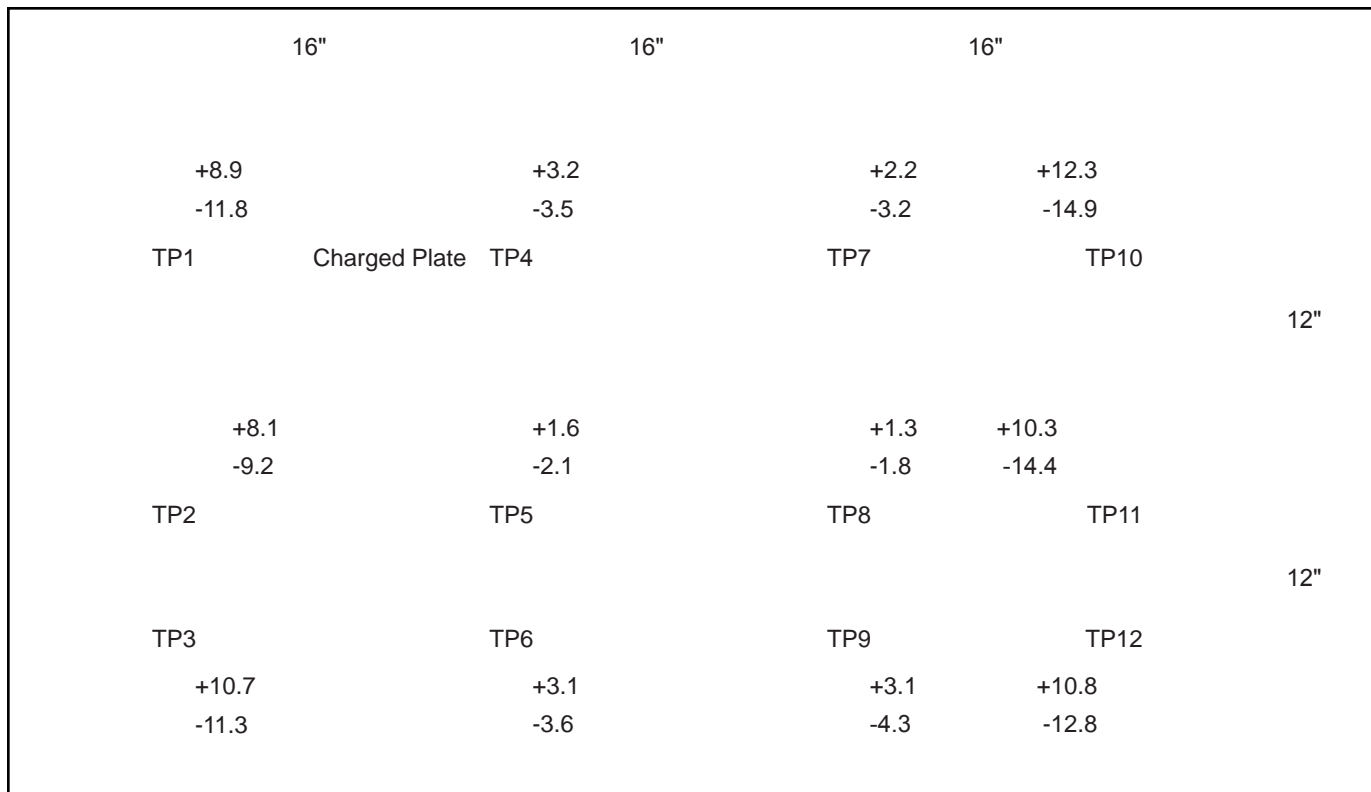 16" 16" 16"
+8.9 +3.2 +2.2 +12.3
-11.8 -3.5 -3.2 -14.9
TP1 Charged Plate TP4 TP7 TP10
12"
+8.1 +1.6 +1.3 +10.3
-9.2 -2.1 -1.8 -14.4
TP2 TP5 TP8 TP11
12"
TP3 TP6 TP9 TP12
+10.7 +3.1 +3.1 +10.8
-11.3 -3.6 -4.3 -12.8